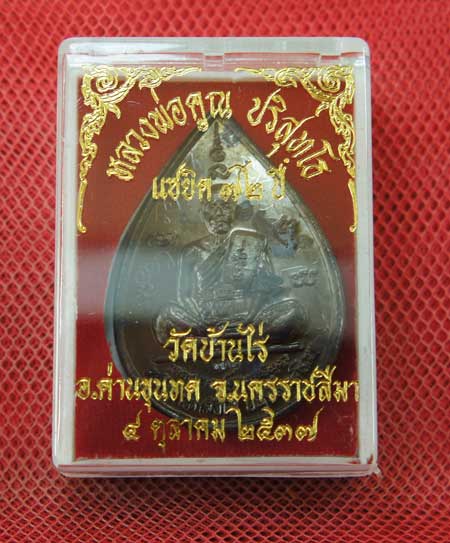 หลวงพ่อคูณ ปริสุทฺโธ
แซยิด ๗๒ ปี
วัดบ้านไร่
อ.ด่านขุนทด จ.นครราชสีมา
๔ ตุลาคม ๒๕๓๗